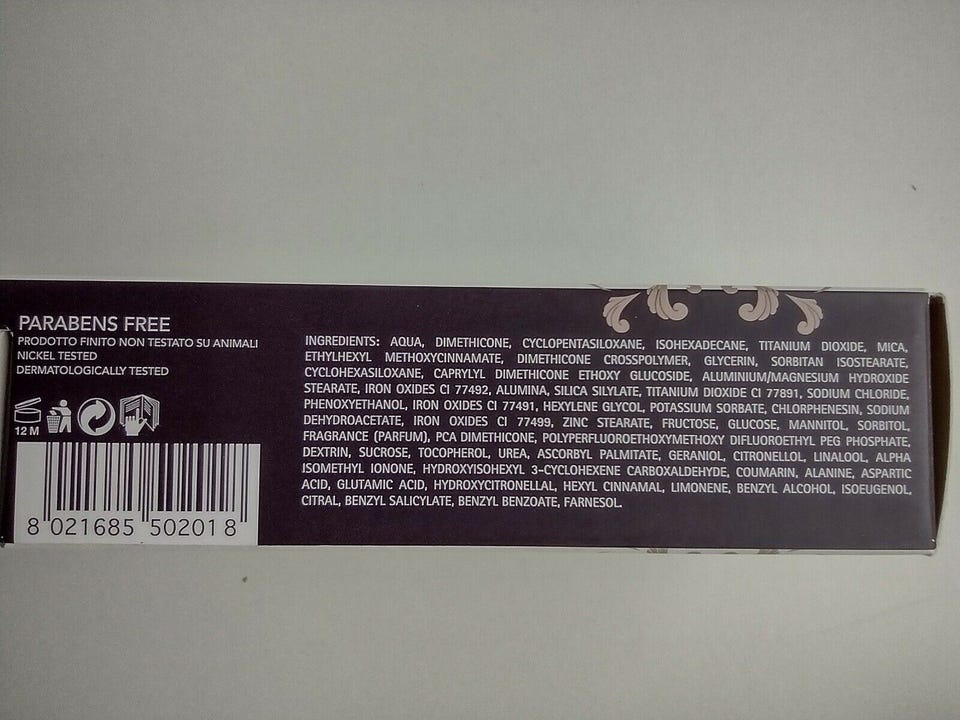 PARABENS FREE
PRODOTTO FINITO NON TESTATO SU ANIMALI
NICKEL TESTED
DERMATOLOGICALLY TESTED
12 M
8 021685 502018
INGREDIENTS: AQUA, DIMETHICONE, CYCLOPENTASILOXANE, ISOHEXADECANE, TITANIUM DIOXIDE, MICA,
ETHYLHEXYL METHOXYCINNAMATE, DIMETHICONE CROSSPOLYMER, GLYCERIN, SORBITAN ISOSTEARATE,
CYCLOHEXASILOXANE, CAPRYLYL DIMETHICONE ETHOXY GLUCOSIDE, ALUMINIUM/MAGNESIUM HYDROXIDE
STEARATE, IRON OXIDES CI 77492, ALUMINA, SILICA SILYLATE, TITANIUM DIOXIDE CI 77891, SODIUM CHLORIDE,
PHENOXYETHANOL, IRON OXIDES CI 77491, HEXYLENE GLYCOL, POTASSIUM SORBATE, CHLORPHENESIN, SODIUM
DEHYDROACETATE, IRON OXIDES CI 77499, ZINC STEARATE, FRUCTOSE, GLUCOSE, MANNITOL, SORBITOL,
FRAGRANCE (PARFUM), PCA DIMETHICONE, POLYPERFLUOROETHOXYMETHOXY DIFLUOROETHYL PEG PHOSPHATE,
DEXTRIN, SUCROSE, TOCOPHEROL, UREA, ASCORBYL PALMITATE, GERANIOL, CITRONELLOL, LINALOOL, ALPHA
ISOMETHYL IONONE, HYDROXYISOHEXYL 3-CYCLOHEXENE CARBOXALDEHYDE, COUMARIN, ALANINE, ASPARTIC
ACID, GLUTAMIC ACID, HYDROXYCITRONELLAL, HEXYL CINNAMAL, LIMONENE, BENZYL ALCOHOL, ISOEUGENOL,
CITRAL, BENZYL SALICYLATE, BENZYL BENZOATE, FARNESOL.